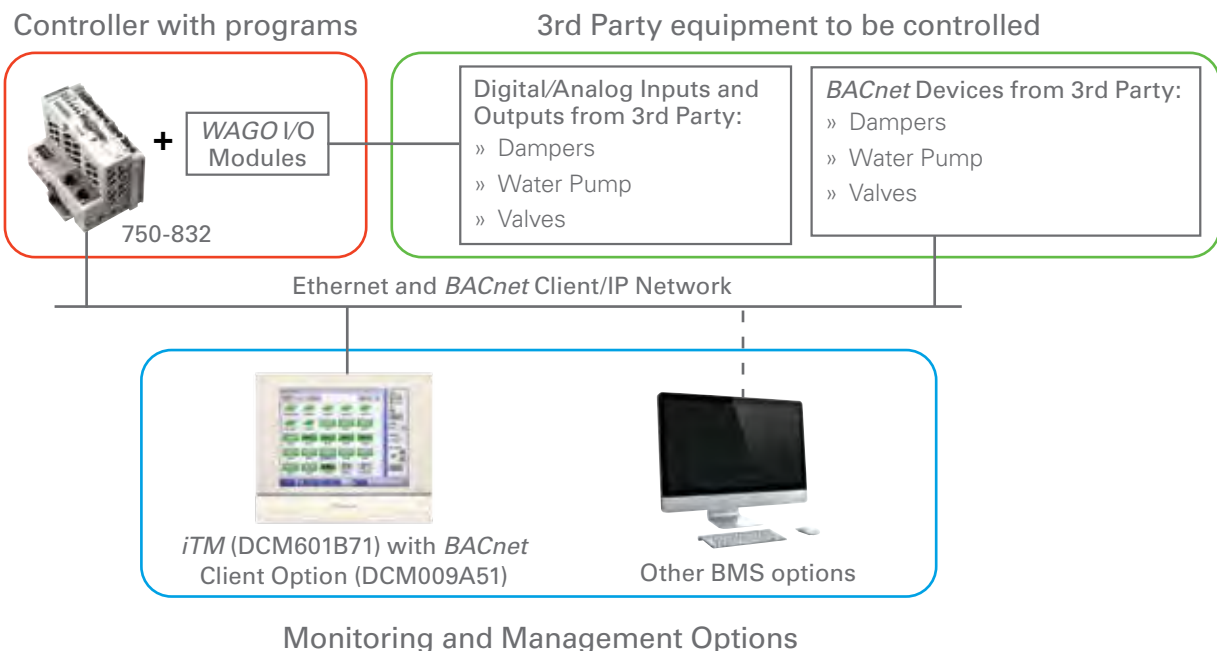 Controller with programs
3rd Party equipment to be controlled
+
WAGO I/O
Modules
750-832
Digital/Analog Inputs and
Outputs from 3rd Party:
» Dampers
» Water Pump
» Valves
BACnet Devices from 3rd Party:
» Dampers
» Water Pump
» Valves
Ethernet and BACnet Client/IP Network
iTM (DCM601B71) with BACnet
Client Option (DCM009A51)
Other BMS options
Monitoring and Management Options